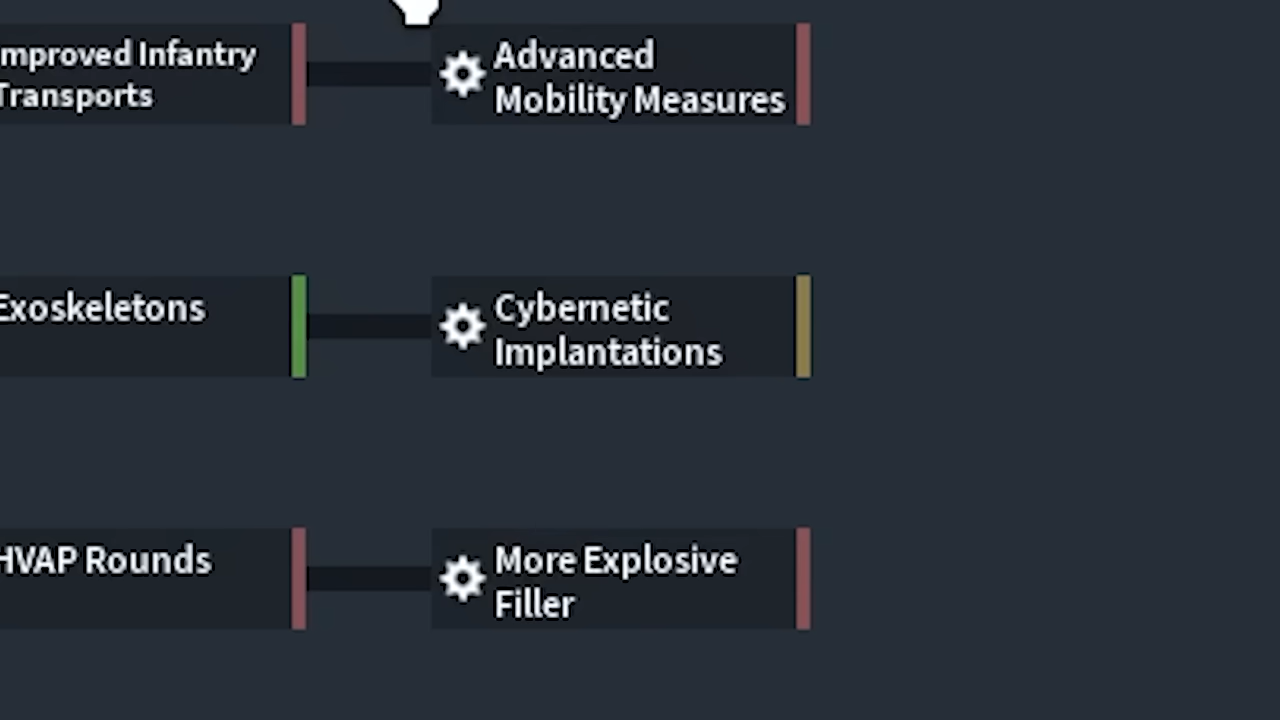 mproved Infantry
Transports
Advanced
Mobility Measures
Exoskeletons
Cybernetic
Implantations
HVAP Rounds
More Explosive
Filler